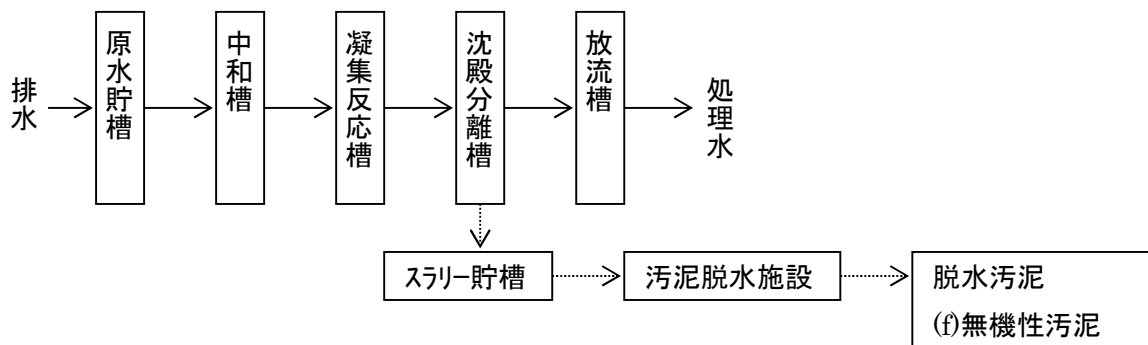 排水
原水貯槽
中和槽
凝集反応槽
沈殿分離槽
放流槽
処理水
スラリー貯槽
汚泥脱水施設
脱水汚泥
(f)無機性汚泥